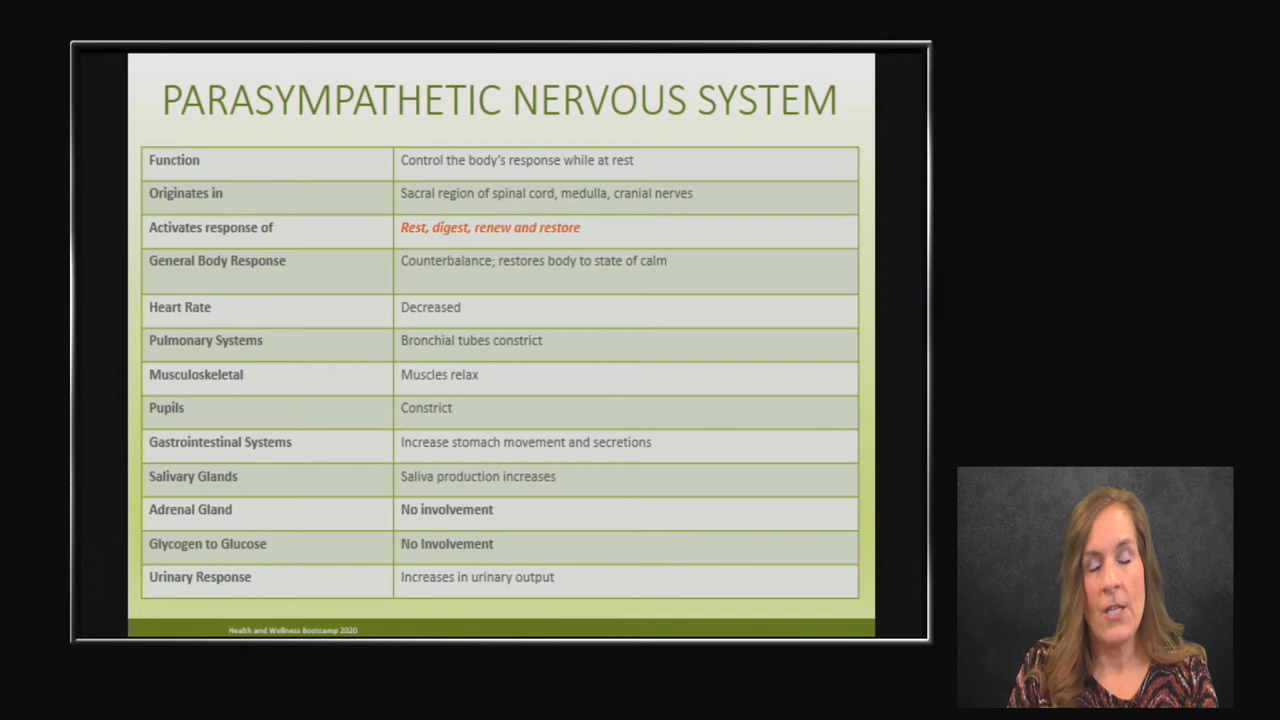 PARASYMPATHETIC NERVOUS SYSTEM
Function Control the body's response while at rest
Originates in Sacral region of spinal cord, medulla, cranial nerves
Activates response of Rest, digest, renew and restore
General Body Response Counterbalance; restores body to state of calm
Heart Rate Decreased
Pulmonary Systems Bronchial tubes constrict
Musculoskeletal Muscles relax
Pupils Constrict
Gastrointestinal Systems Increase stomach movement and secretions
Salivary Glands Saliva production increases
Adrenal Gland No involvement
Glycogen to Glucose No Involvement
Urinary Response Increases in urinary output
Health and Wellness Bootcamp 2020